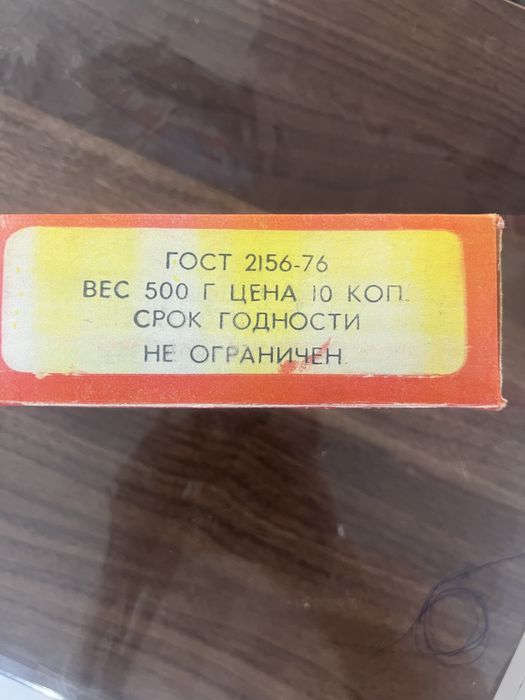 ГОСТ 2156-76
ВЕС 500 Г ЦЕНА 10 КОП.
СРОК ГОДНОСТИ
НЕ ОГРАНИЧЕН.